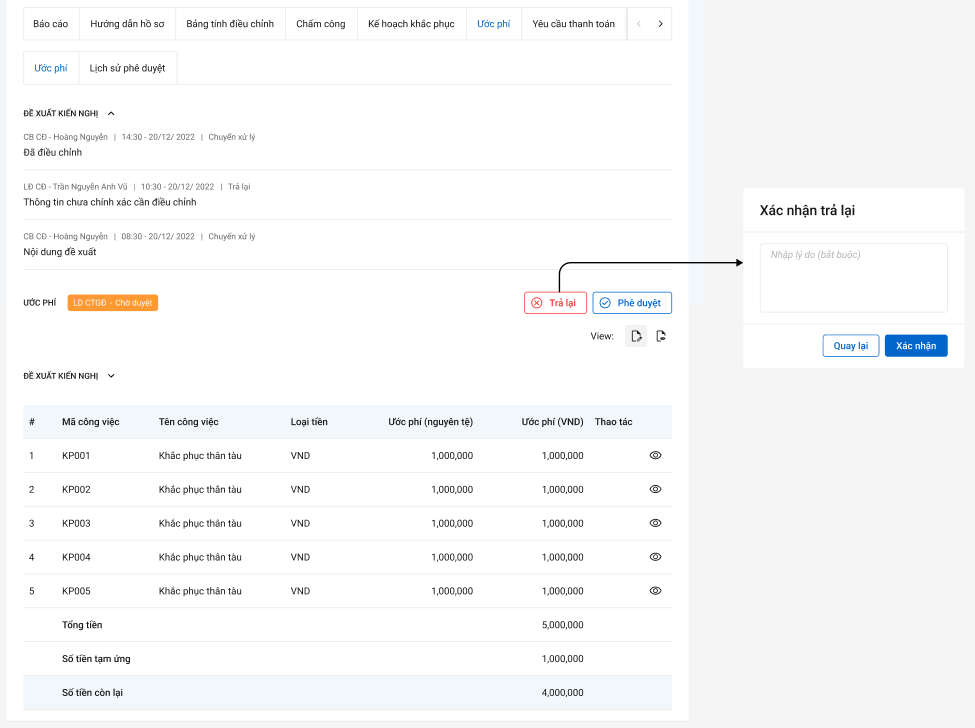 Báo cáo Hướng dẫn hồ sơ Bảng tính điều chỉnh Chấm công Kế hoạch khắc phục Ước phí Yêu cầu thanh toán
Ước phí Lịch sử phê duyệt
ĐỀ XUẤT KIẾN NGHỊ
CB CĐ - Hoàng Nguyễn | 14:30 - 20/12/ 2022 | Chuyển xử lý
Đã điều chỉnh
LĐ CĐ - Trần Nguyễn Anh Vũ | 10:30 - 20/12/ 2022 | Trả lại
Thông tin chưa chính xác cần điều chỉnh
CB CĐ - Hoàng Nguyễn | 08:30 - 20/12/ 2022 | Chuyển xử lý
Nội dung đề xuất
ƯỚC PHÍ LD CTGĐ - Chờ duyệt Trả lại Phê duyệt
View:
ĐỀ XUẤT KIẾN NGHỊ
# Mã công việc Tên công việc Loại tiền Ước phí (nguyên tệ) Ước phí (VND) Thao tác
1 KP001 Khắc phục thân tàu VND 1,000,000 1,000,000
2 KP002 Khắc phục thân tàu VND 1,000,000 1,000,000
3 KP003 Khắc phục thân tàu VND 1,000,000 1,000,000
4 KP004 Khắc phục thân tàu VND 1,000,000 1,000,000
5 KP005 Khắc phục thân tàu VND 1,000,000 1,000,000
Tổng tiền 5,000,000
Số tiền tạm ứng 1,000,000
Số tiền còn lại 4,000,000
Xác nhận trả lại
Nhập lý do (bắt buộc)
Quay lại Xác nhận